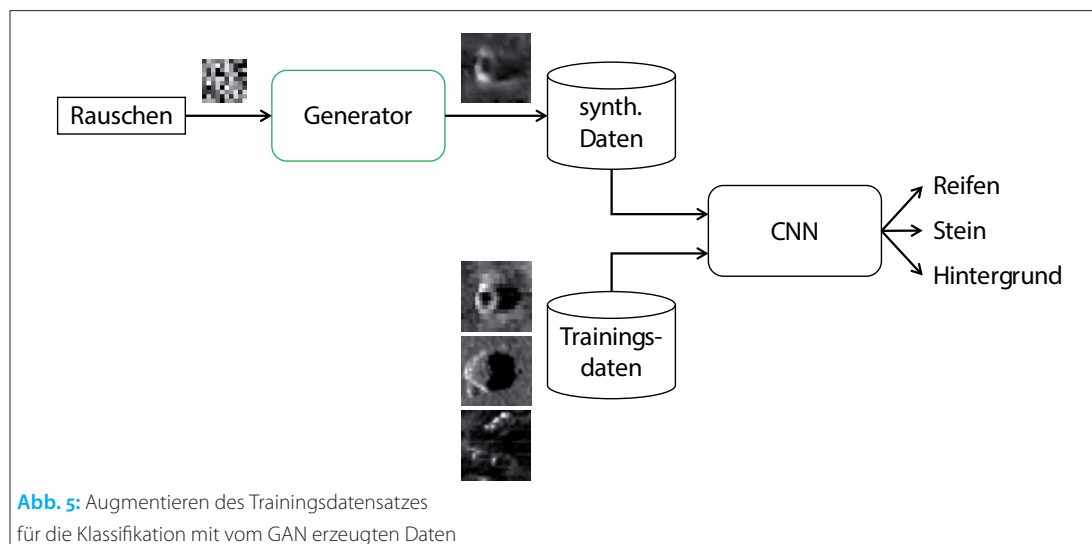 Rauschen
Generator
synth.
Daten
CNN
Reifen
Stein
Hintergrund
Trainings-
daten
Abb. 5: Augmentieren des Trainingsdatensatzes
für die Klassifikation mit vom GAN erzeugten Daten